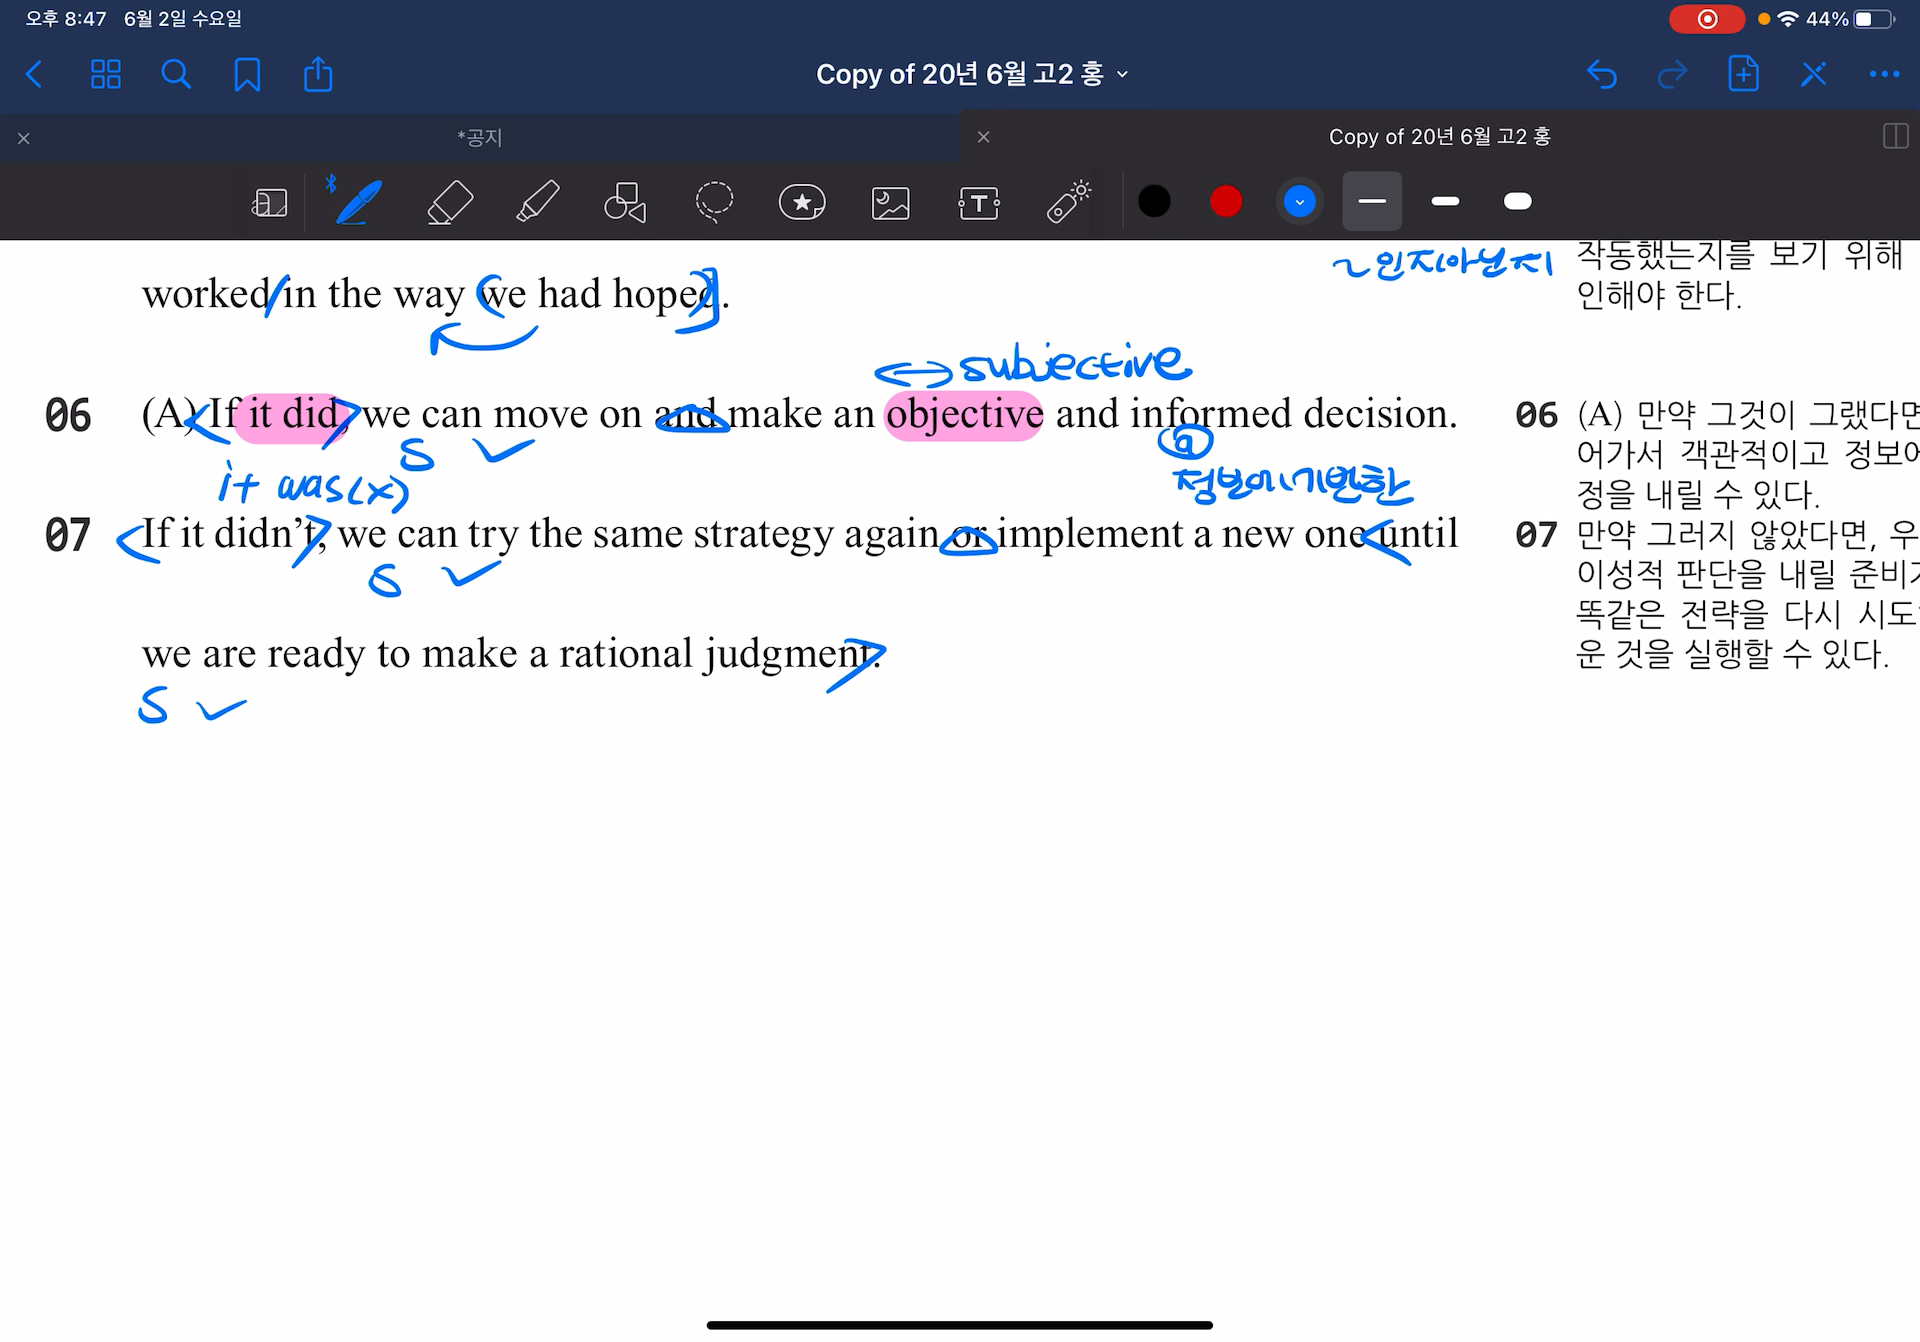 오후 8:47 6월 2일 수요일 44%
Copy of 20년 6월 고2 홍
*공지 Copy of 20년 6월 고2 홍
~인지아닌지 작동했는지를 보기 위해
worked in the way we had hoped.
인해야 한다.
↔ subjective
06 (A) If it did, we can move on and make an objective and informed decision.
06 (A) 만약 그것이 그랬다면
S ✓ ⓐ
어가서 객관적이고 정보에
it was(x) 정보에 기반한
정을 내릴 수 있다.
07 If it didn't, we can try the same strategy again or implement a new one until
07 만약 그러지 않았다면, 우
S ✓
이성적 판단을 내릴 준비가
똑같은 전략을 다시 시도
we are ready to make a rational judgment.
운 것을 실행할 수 있다.
S ✓